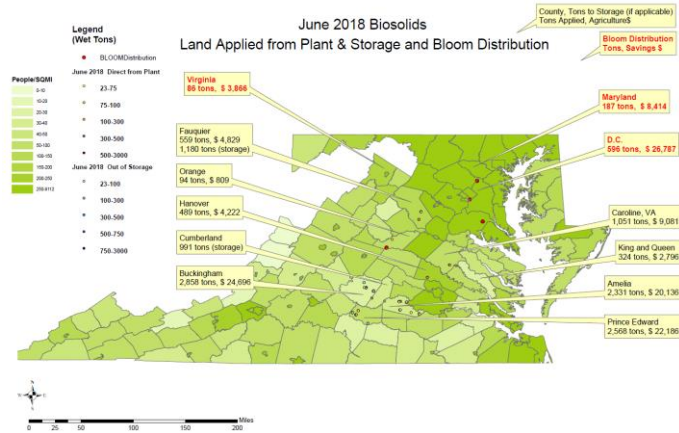 June 2018 Biosolids
Land Applied from Plant & Storage and Bloom Distribution
County, Tons to Storage (if applicable)
Tons Applied, Agriculture$
Bloom Distribution
Tons, Savings $
Legend
(Wet Tons)
BLOOMDistribution
June 2018 Direct from Plant
23-75
75-100
100-300
300-500
500-3000
June 2018 Out of Storage
23-100
100-300
300-500
500-750
750-3000
People/SQMI
Virginia
86 tons, $ 3,866
Fauquier
559 tons, $ 4,829
1,180 tons (storage)
Orange
94 tons, $ 809
Hanover
489 tons, $ 4,222
Cumberland
991 tons (storage)
Buckingham
2,858 tons, $ 24,696
Maryland
187 tons, $ 8,414
D.C.
596 tons, $ 26,787
Caroline, VA
1,051 tons, $ 9,081
King and Queen
324 tons, $ 2,796
Amelia
2,331 tons, $ 20,136
Prince Edward
2,568 tons, $ 22,186
Miles
0 12 25 50 100 150 200